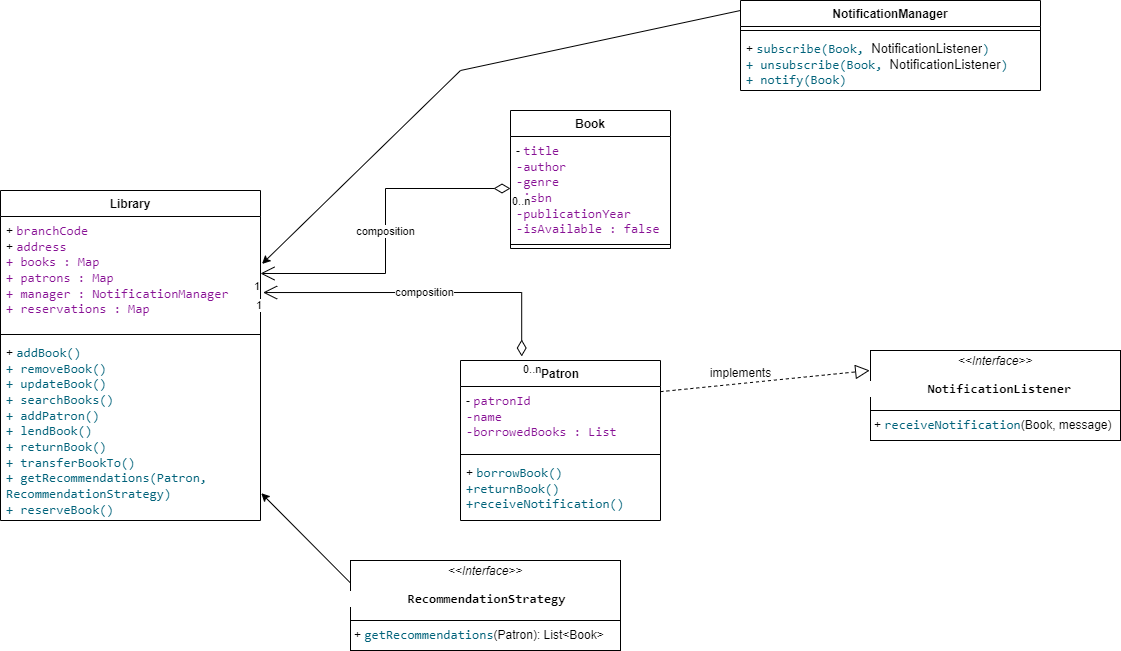 NotificationManager
+ subscribe(Book, NotificationListener)
+ unsubscribe(Book, NotificationListener)
+ notify(Book)
Book
-title
-author
-genre
-isbn
-publicationYear
-isAvailable : false
0..n
composition
Library
+ branchCode
+ address
+ books : Map
+ patrons : Map
+ manager : NotificationManager
+ reservations : Map
+ addBook()
+ removeBook()
+ updateBook()
+ searchBooks()
+ addPatron()
+ lendBook()
+ returnBook()
+ transferBookTo()
+ getRecommendations(Patron,
RecommendationStrategy)
+ reserveBook()
1
1
composition
0..n
Patron
-patronId
-name
-borrowedBooks : List
+ borrowBook()
+returnBook()
+receiveNotification()
implements
<<Interface>>
NotificationListener
+ receiveNotification(Book, message)
<<Interface>>
RecommendationStrategy
+ getRecommendations(Patron): List<Book>